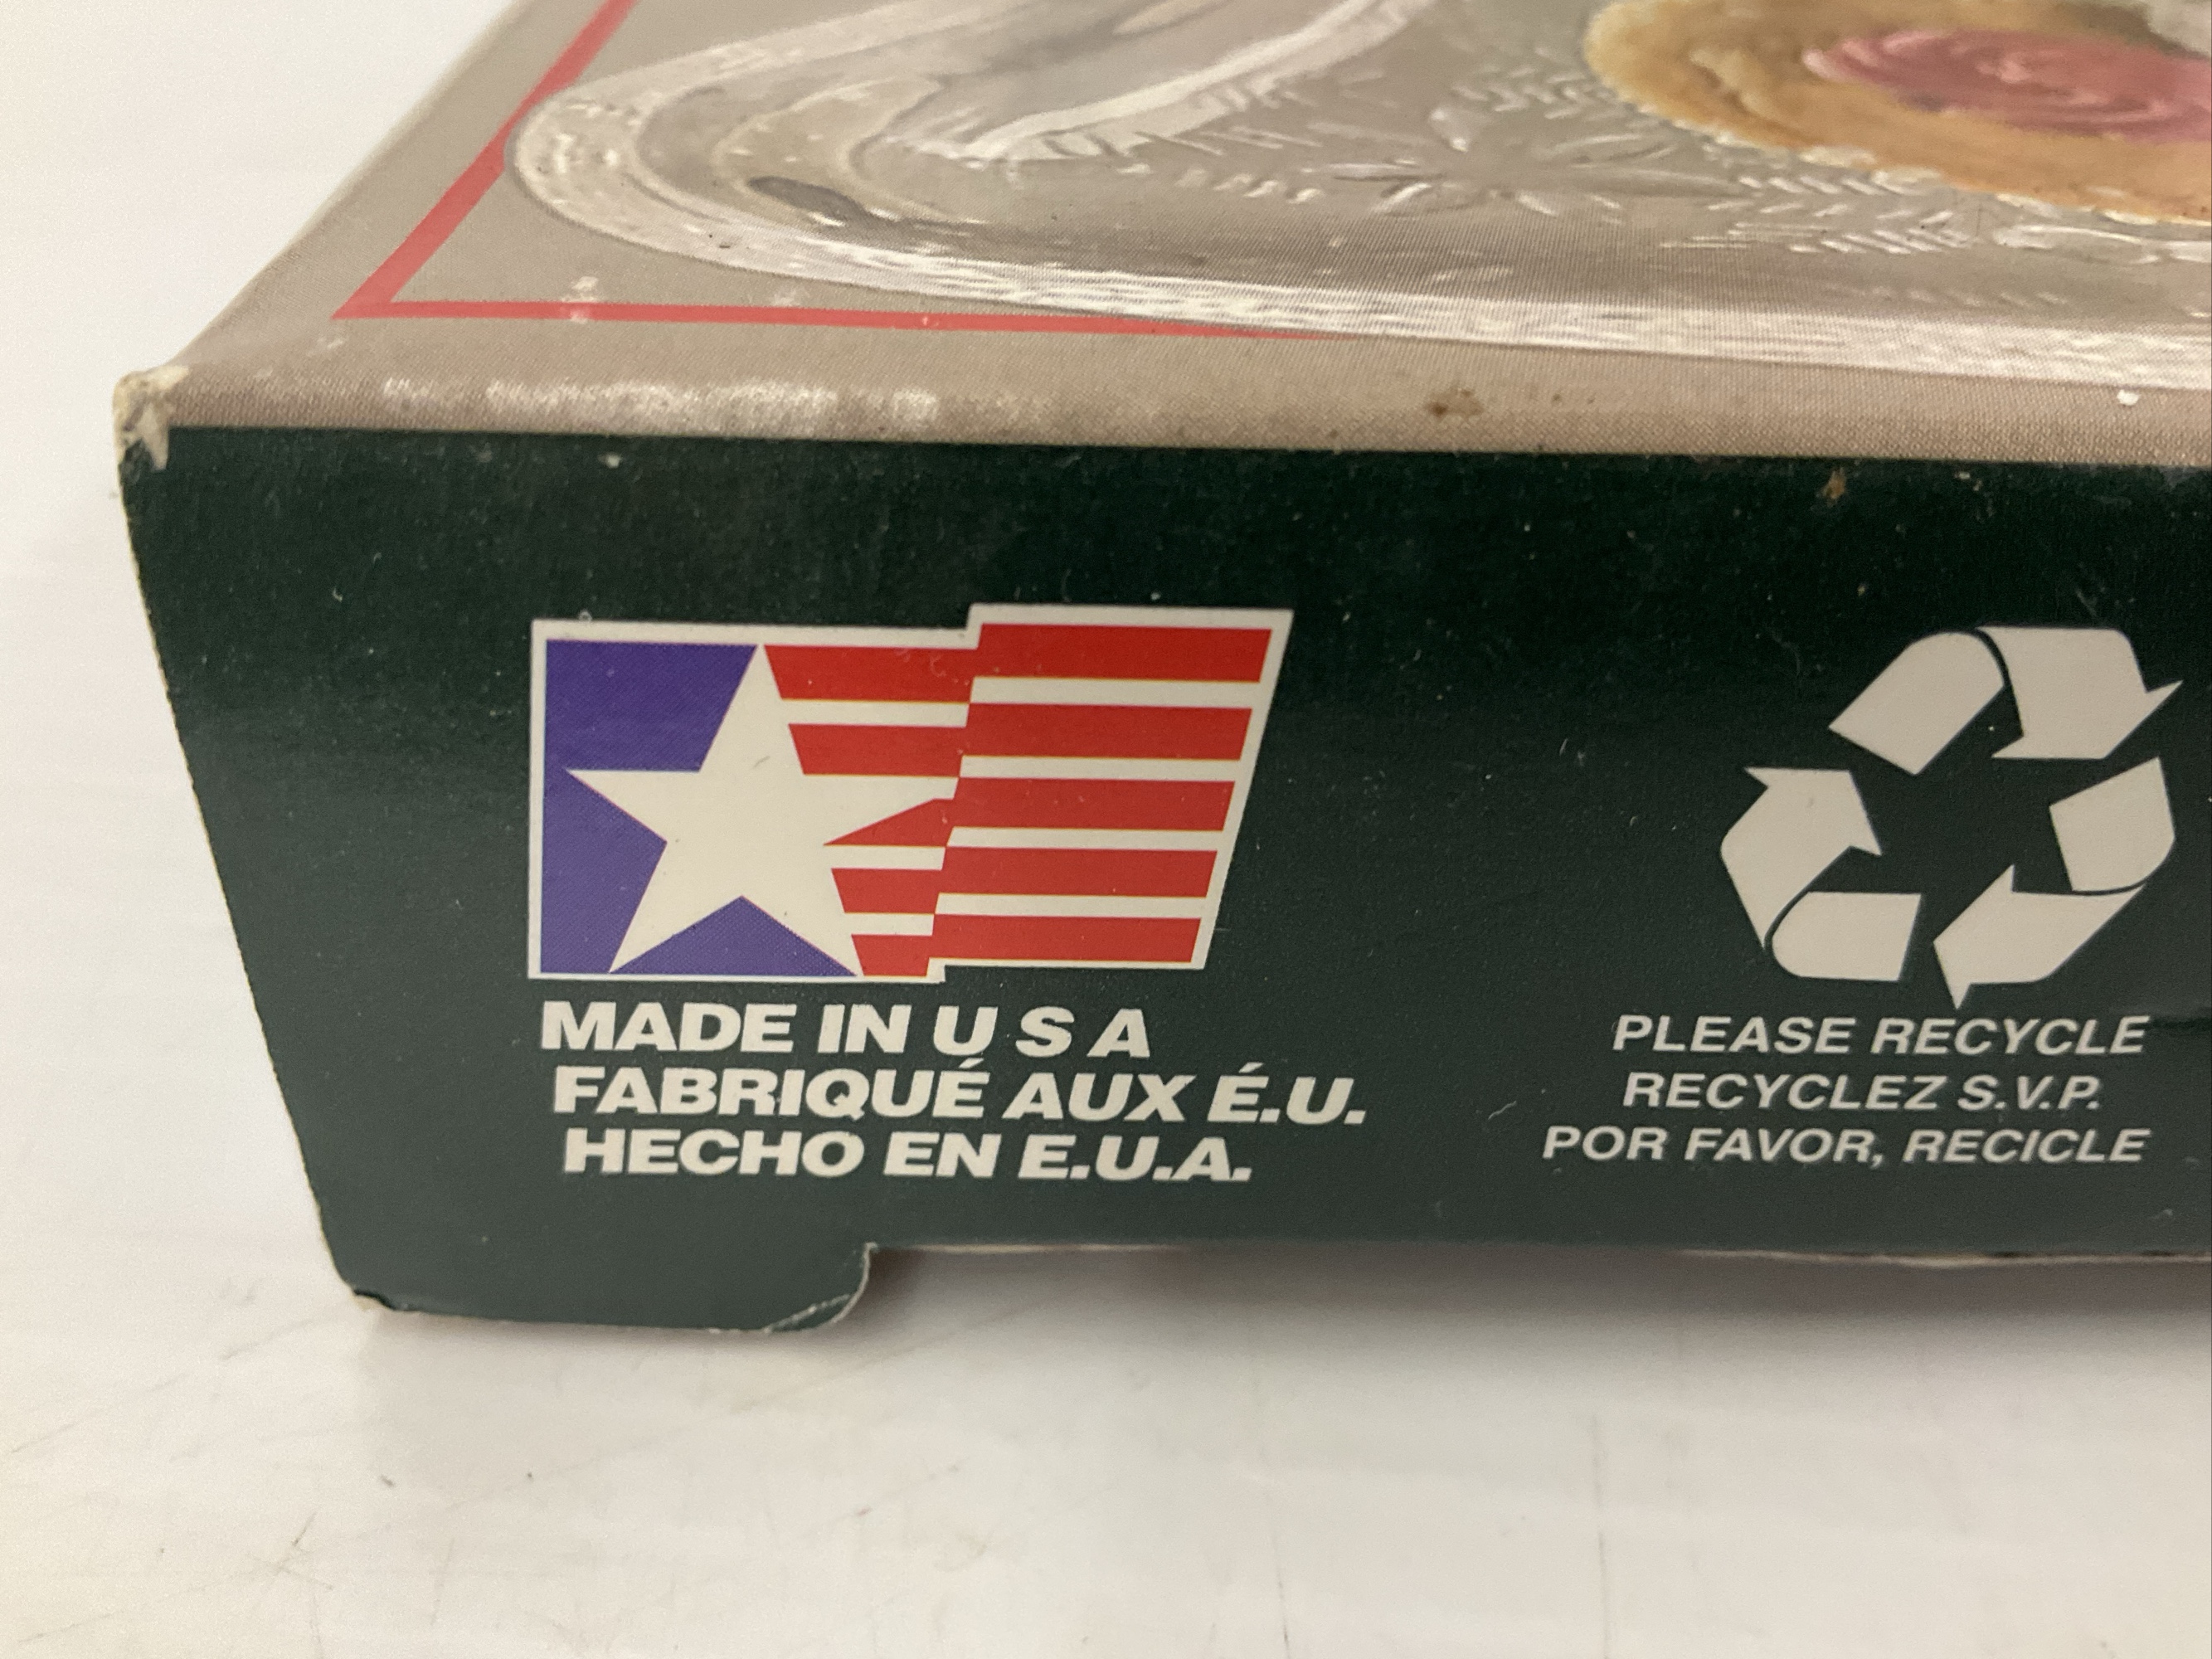 MADE IN U S A
FABRIQUÉ AUX É.U.
HECHO EN E.U.A.
PLEASE RECYCLE
RECYCLEZ S.V.P.
POR FAVOR, RECICLE